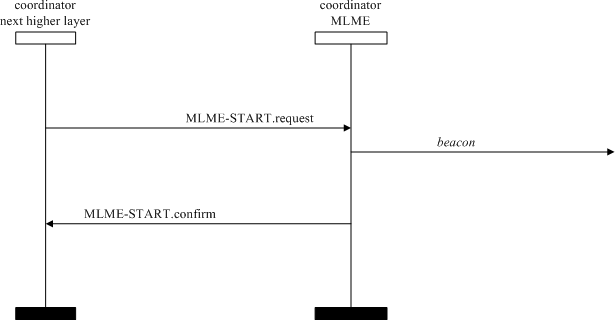 coordinator
next higher layer
coordinator
MLME
MLME-START.request
beacon
MLME-START.confirm